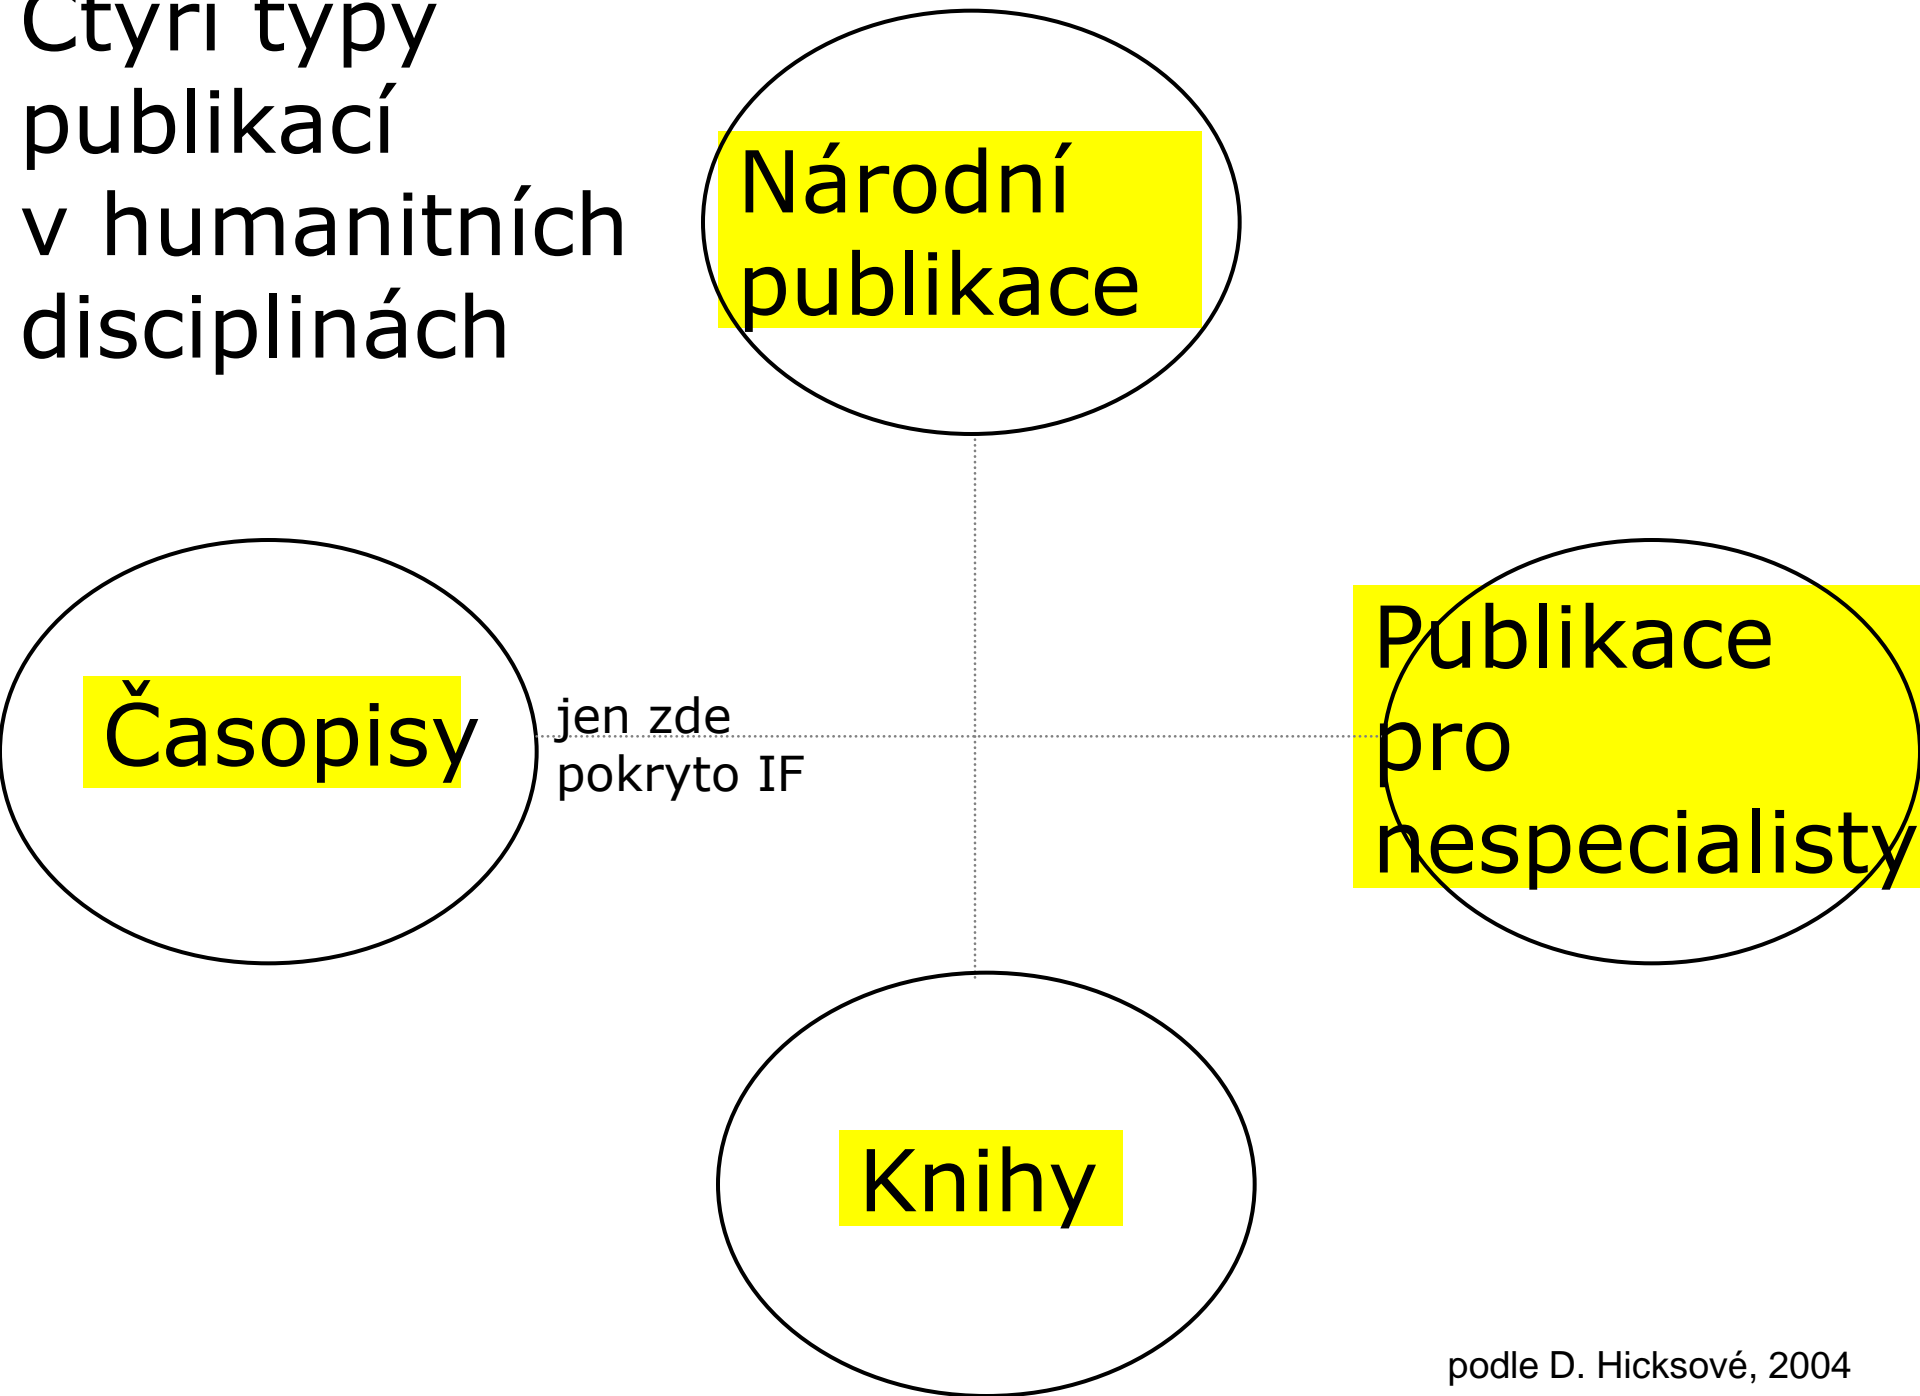 Čtyři typy
publikací
v humanitních
disciplinách
Národní
publikace
Časopisy
jen zde
pokryto IF
Publikace
pro
nespecialisty
Knihy
podle D. Hicksové, 2004